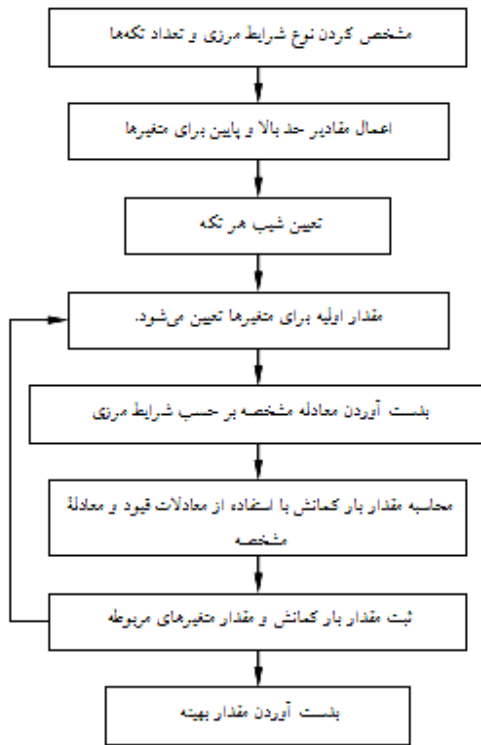 مشخص کردن نوع شرایط مرزی و تعداد تکه‌ها
اعمال مقادیر حد بالا و پایین برای متغیرها
تعیین شیب هر تکه
مقدار اولیه برای متغیرها تعیین می‌شود.
بدست آوردن معادله مشخصه بر حسب شرایط مرزی
محاسبه مقدار بار کمانش با استفاده از معادلات قیود و معادلهٔ
مشخصه
ثبت مقدار بار کمانش و مقدار متغیرهای مربوطه
بدست آوردن مقدار بهینه